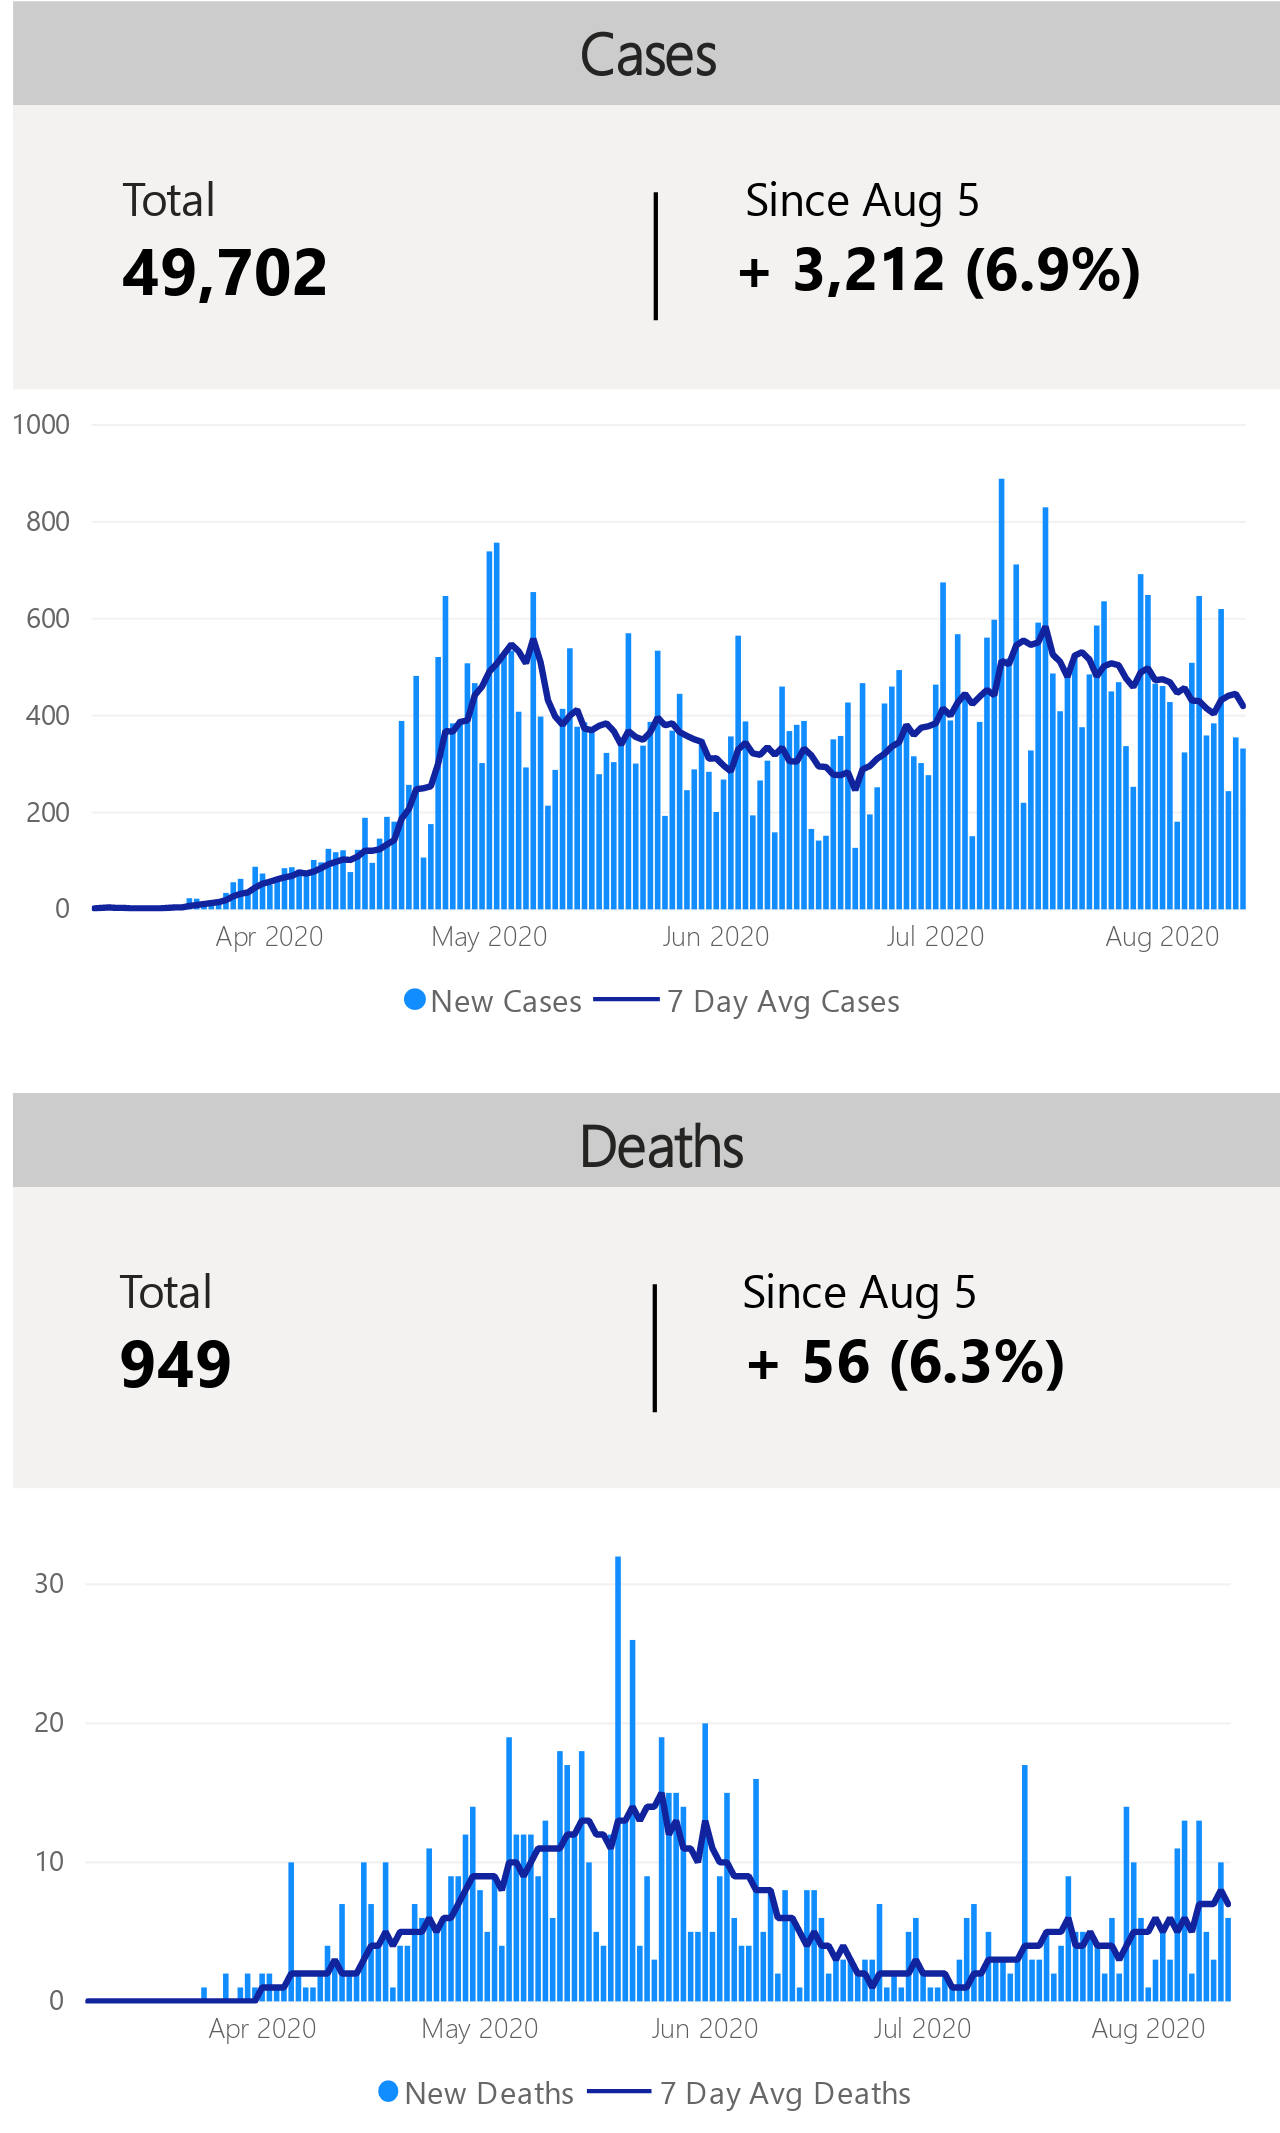 Cases
Total
Since Aug 5
49,702
+ 3,212 (6.9%)
1000
800
600
400
200
0
Apr 2020
May 2020
Jun 2020
Jul 2020
Aug 2020
New Cases
7 Day Avg Cases
Deaths
Total
Since Aug 5
949
+ 56 (6.3%)
30
20
10
0
Apr 2020
May 2020
Jun 2020
Jul 2020
Aug 2020
New Deaths
7 Day Avg Deaths